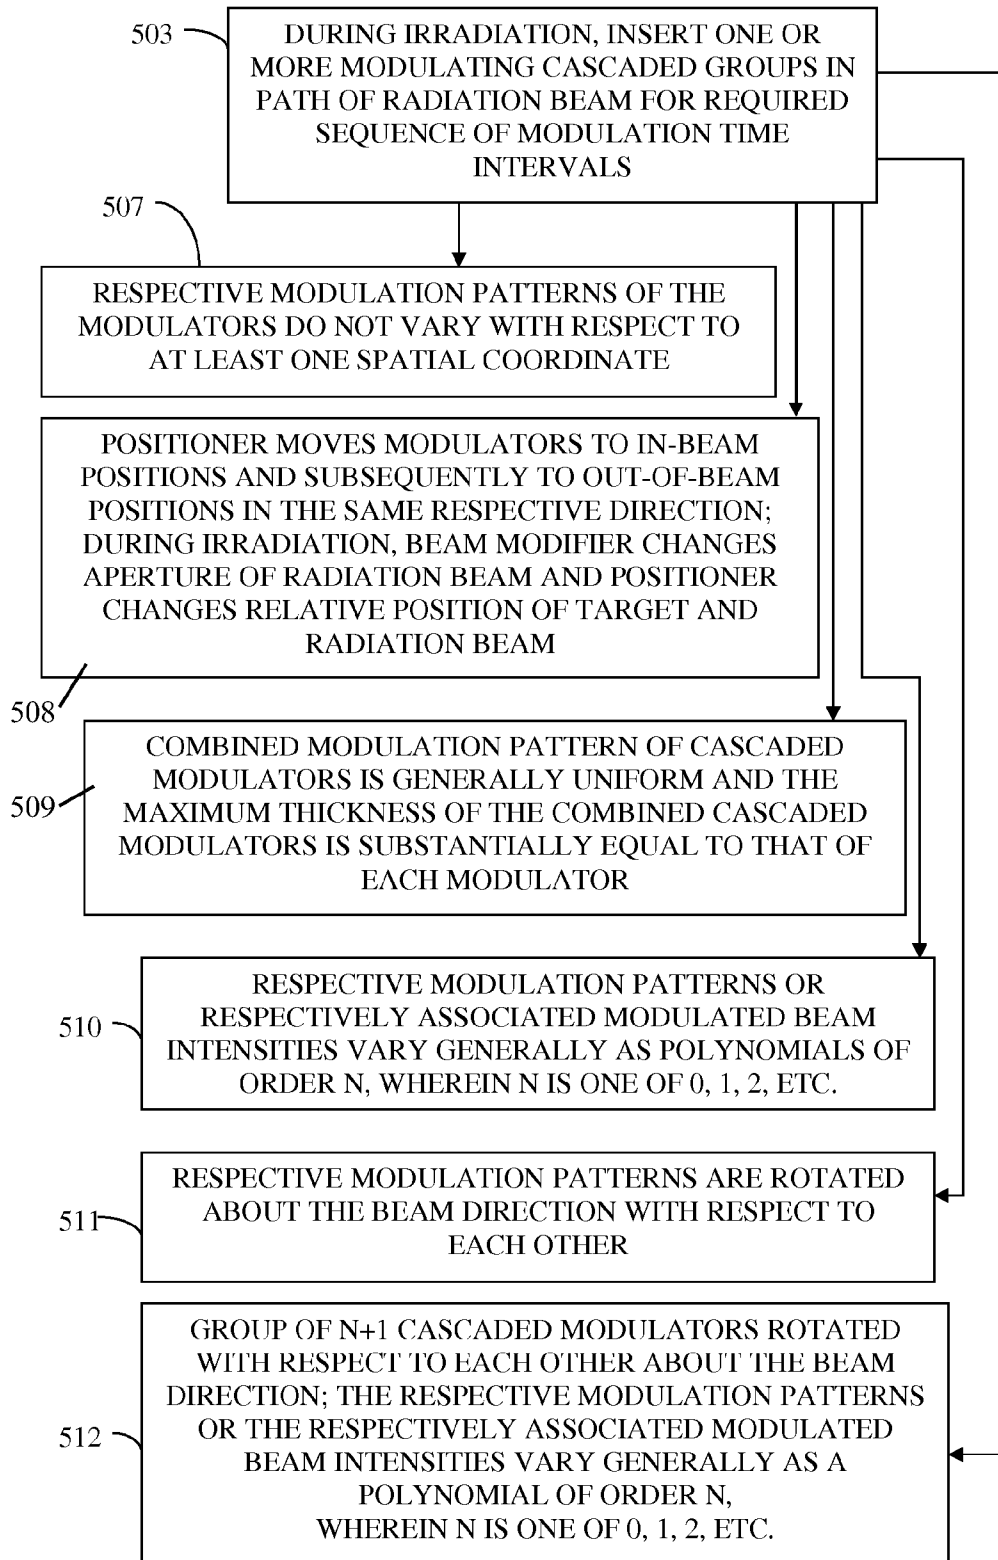 503
DURING IRRADIATION, INSERT ONE OR
MORE MODULATING CASCADED GROUPS IN
PATH OF RADIATION BEAM FOR REQUIRED
SEQUENCE OF MODULATION TIME
INTERVALS
507
RESPECTIVE MODULATION PATTERNS OF THE
MODULATORS DO NOT VARY WITH RESPECT TO
AT LEAST ONE SPATIAL COORDINATE
POSITIONER MOVES MODULATORS TO IN-BEAM
POSITIONS AND SUBSEQUENTLY TO OUT-OF-BEAM
POSITIONS IN THE SAME RESPECTIVE DIRECTION;
DURING IRRADIATION, BEAM MODIFIER CHANGES
APERTURE OF RADIATION BEAM AND POSITIONER
CHANGES RELATIVE POSITION OF TARGET AND
RADIATION BEAM
508
COMBINED MODULATION PATTERN OF CASCADED
MODULATORS IS GENERALLY UNIFORM AND THE
MAXIMUM THICKNESS OF THE COMBINED CASCADED
MODULATORS IS SUBSTANTIALLY EQUAL TO THAT OF
EACH MODULATOR
509
RESPECTIVE MODULATION PATTERNS OR
RESPECTIVELY ASSOCIATED MODULATED BEAM
INTENSITIES VARY GENERALLY AS POLYNOMIALS OF
ORDER N, WHEREIN N IS ONE OF 0, 1, 2, ETC.
510
RESPECTIVE MODULATION PATTERNS ARE ROTATED
ABOUT THE BEAM DIRECTION WITH RESPECT TO
EACH OTHER
511
GROUP OF N+1 CASCADED MODULATORS ROTATED
WITH RESPECT TO EACH OTHER ABOUT THE BEAM
DIRECTION; THE RESPECTIVE MODULATION PATTERNS
OR THE RESPECTIVELY ASSOCIATED MODULATED
BEAM INTENSITIES VARY GENERALLY AS A
POLYNOMIAL OF ORDER N,
WHEREIN N IS ONE OF 0, 1, 2, ETC.
512